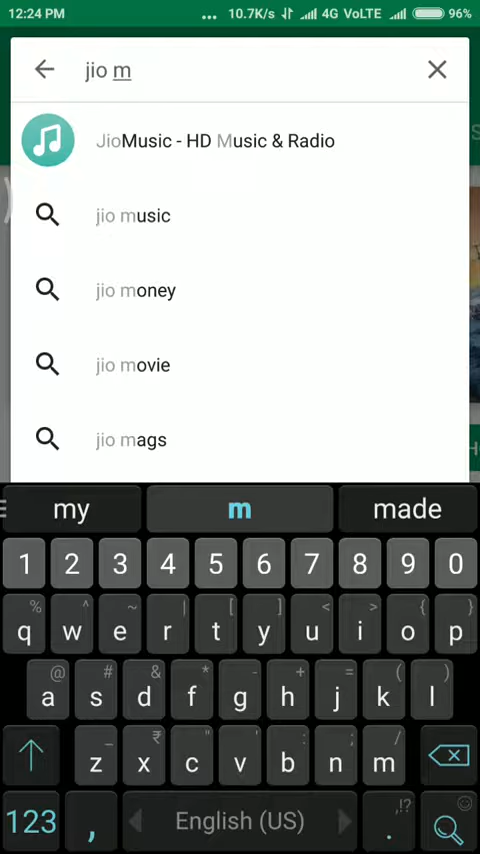 12:24 PM ... 10.7K/s 4G VoLTE 96%
jio m
JioMusic - HD Music & Radio
jio music
jio money
jio movie
jio mags
my m made
1 2 3 4 5 6 7 8 9 0
% ^ ~ | [ ] < > { }
q w e r t y u i o p
@ # & * - + = ( )
a s d f g h j k l
_ ₹ " ' : ; /
z x c v b n m
123 , English (US) . ,!?